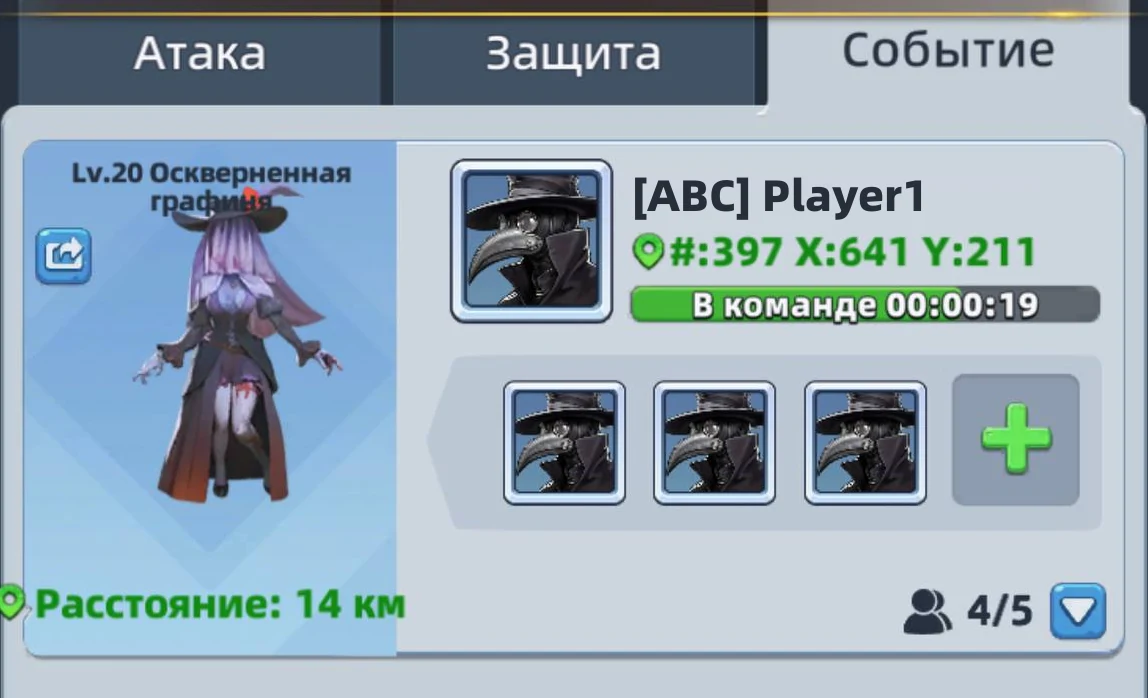 Атака
Защита
Событие
Lv.20 Оскверненная
графиня
[ABC] Player1
#:397 X:641 Y:211
В команде 00:00:19
Расстояние: 14 км
4/5